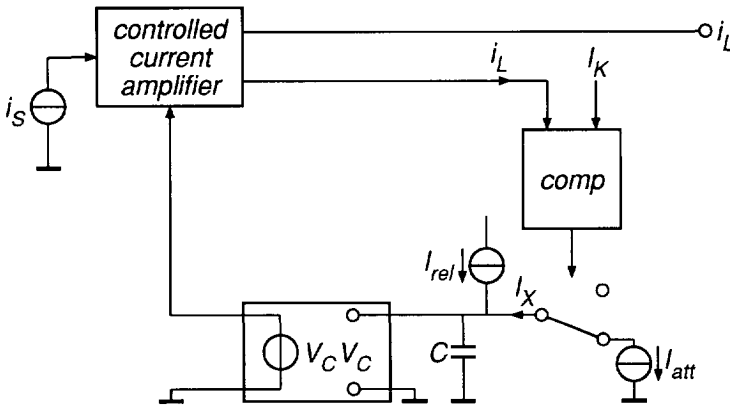 controlled
current
amplifier
i_L
i_L
I_K
i_S
comp
I_rel
I_X
V_C V_C
C
I_att